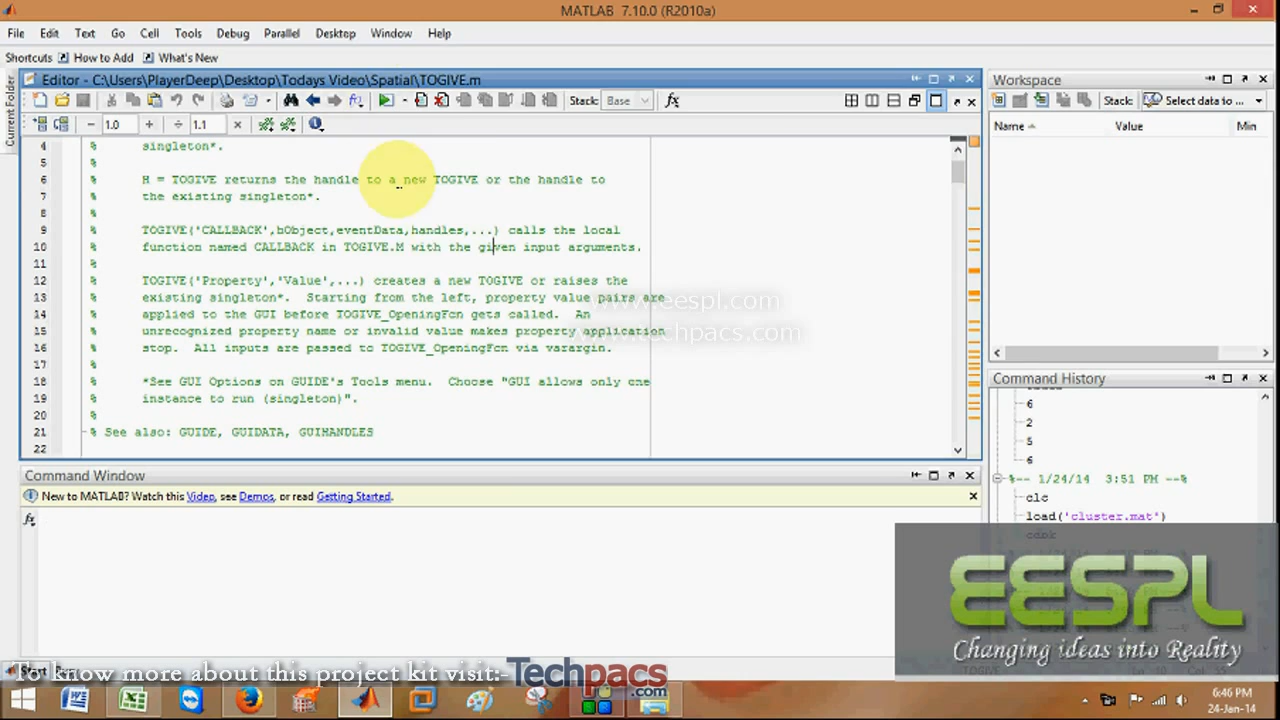 MATLAB 7.10.0 (R2010a)
File Edit Text Go Cell Tools Debug Parallel Desktop Window Help
Shortcuts How to Add What's New
Current Folder
Editor - C:\Users\PlayerDeep\Desktop\Todays Video\Spatial\TOGIVE.m
Stack: Base
1.0 1.1
4 % singleton*.
5 %
6 % H = TOGIVE returns the handle to a new TOGIVE or the handle to
7 % the existing singleton*.
8 %
9 % TOGIVE('CALLBACK',hObject,eventData,handles,...) calls the local
10 % function named CALLBACK in TOGIVE.M with the given input arguments.
11 %
12 % TOGIVE('Property','Value',...) creates a new TOGIVE or raises the
13 % existing singleton*. Starting from the left, property value pairs are
14 % applied to the GUI before TOGIVE_OpeningFcn gets called. An
15 % unrecognized property name or invalid value makes property application
16 % stop. All inputs are passed to TOGIVE_OpeningFcn via varargin.
17 %
18 % *See GUI Options on GUIDE's Tools menu. Choose "GUI allows only one
19 % instance to run (singleton)".
20 %
21 % See also: GUIDE, GUIDATA, GUIHANDLES
22
www.eespl.com
www.techpacs.com
Workspace
Stack: Select data to ...
Name Value Min
Command History
6
2
5
6
%-- 1/24/14 3:51 PM --%
clc
load('cluster.mat')
Command Window
New to MATLAB? Watch this Video, see Demos, or read Getting Started.
fx
EESPL
Changing ideas into Reality
Start
To know more about this project kit visit:- Techpacs
.com
6:46 PM
24-Jan-14